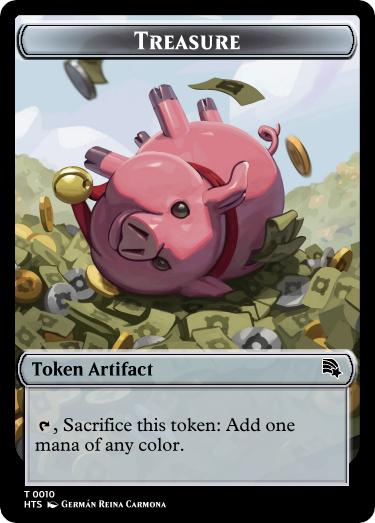 Treasure
Token Artifact
, Sacrifice this token: Add one
mana of any color.
T 0010
HTS Germán Reina Carmona